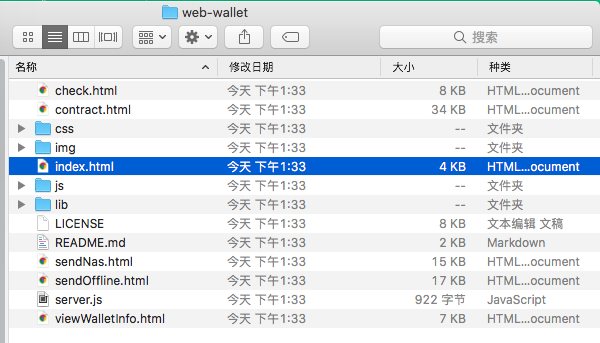 web-wallet
搜索
名称 修改日期 大小 种类
check.html 今天 下午1:33 8 KB HTML...ocument
contract.html 今天 下午1:33 34 KB HTML...ocument
css 今天 下午1:33 -- 文件夹
img 今天 下午1:33 -- 文件夹
index.html 今天 下午1:33 4 KB HTML...ocument
js 今天 下午1:33 -- 文件夹
lib 今天 下午1:33 -- 文件夹
LICENSE 今天 下午1:33 8 KB 文本编辑 文稿
README.md 今天 下午1:33 2 KB Markdown
sendNas.html 今天 下午1:33 15 KB HTML...ocument
sendOffline.html 今天 下午1:33 17 KB HTML...ocument
server.js 今天 下午1:33 922 字节 JavaScript
viewWalletInfo.html 今天 下午1:33 7 KB HTML...ocument